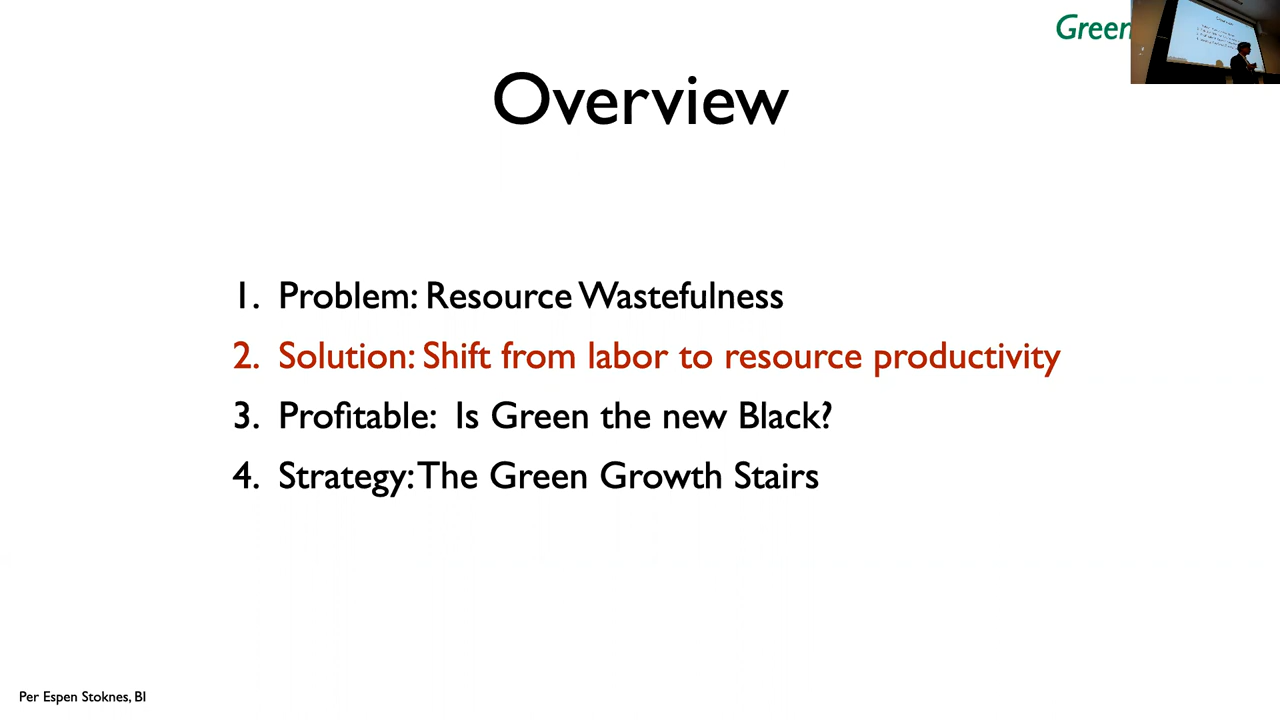 Green
Overview
1. Problem: Resource Wastefulness
2. Solution: Shift from labor to resource productivity
3. Profitable: Is Green the new Black?
4. Strategy: The Green Growth Stairs
Per Espen Stoknes, BI